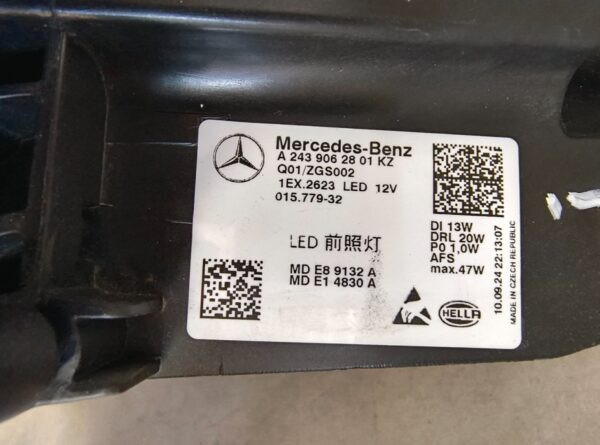 Mercedes-Benz
A 243 906 28 01 KZ
Q01/ZGS002
1EX.2623 LED 12V
015.779-32
LED 前照灯
MD E8 9132 A
MD E1 4830 A
DI 13W
DRL 20W
PO 1,0W
AFS
max.47W
HELLA
10.09.24 22:13:07
MADE IN CZECH REPUBLIC